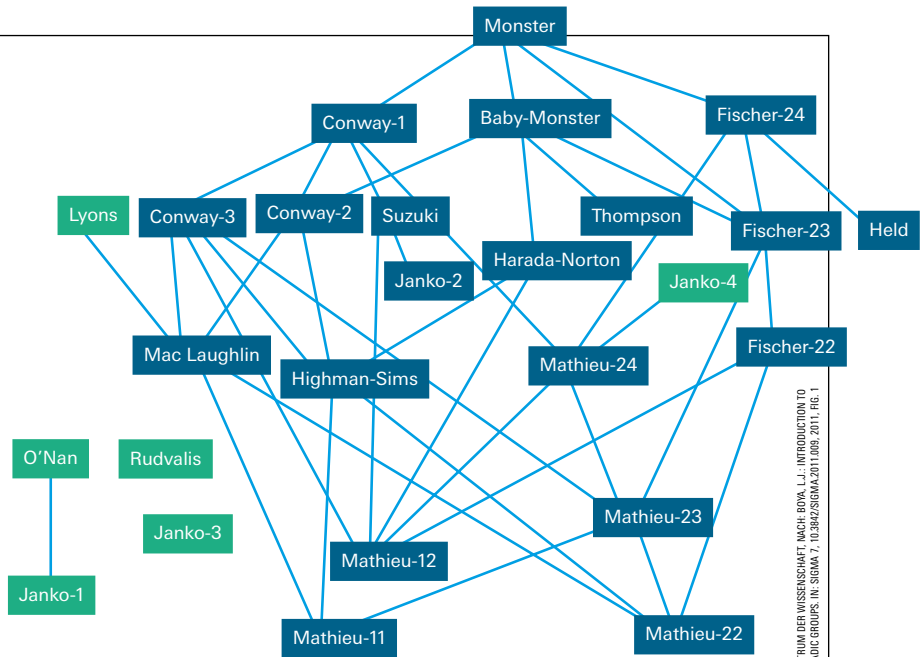 Monster
Conway-1
Baby-Monster
Fischer-24
Lyons
Conway-3
Conway-2
Suzuki
Thompson
Fischer-23
Held
Harada-Norton
Janko-2
Janko-4
Mac Laughlin
Highman-Sims
Mathieu-24
Fischer-22
O'Nan
Rudvalis
Janko-3
Mathieu-23
Mathieu-12
Janko-1
Mathieu-11
Mathieu-22
TRUM DER WISSENSCHAFT, NACH: BOYA, L.J.: INTRODUCTION TO
ADIC GROUPS. IN: SIGMA 7, 10.3842/SIGMA.2011.009, 2011, FIG. 1